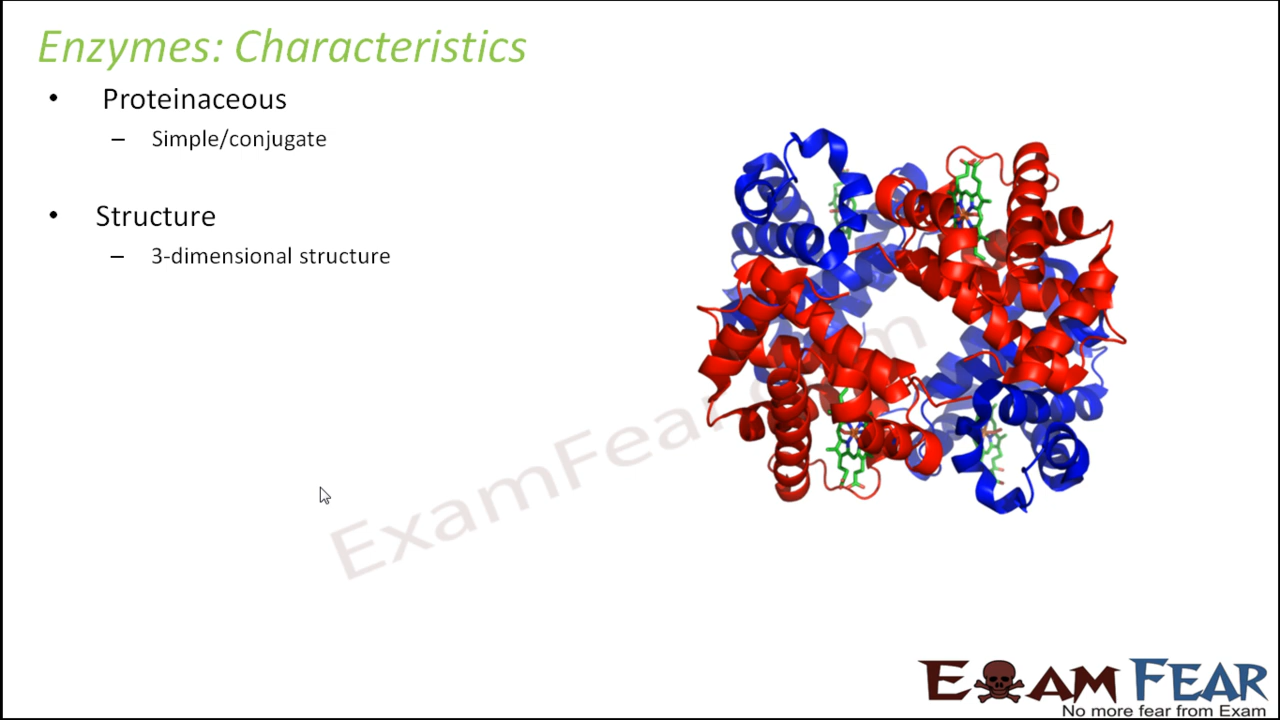 Enzymes: Characteristics
• Proteinaceous
– Simple/conjugate
• Structure
– 3-dimensional structure
ExamFear.com
EXAM FEAR
No more fear from Exam